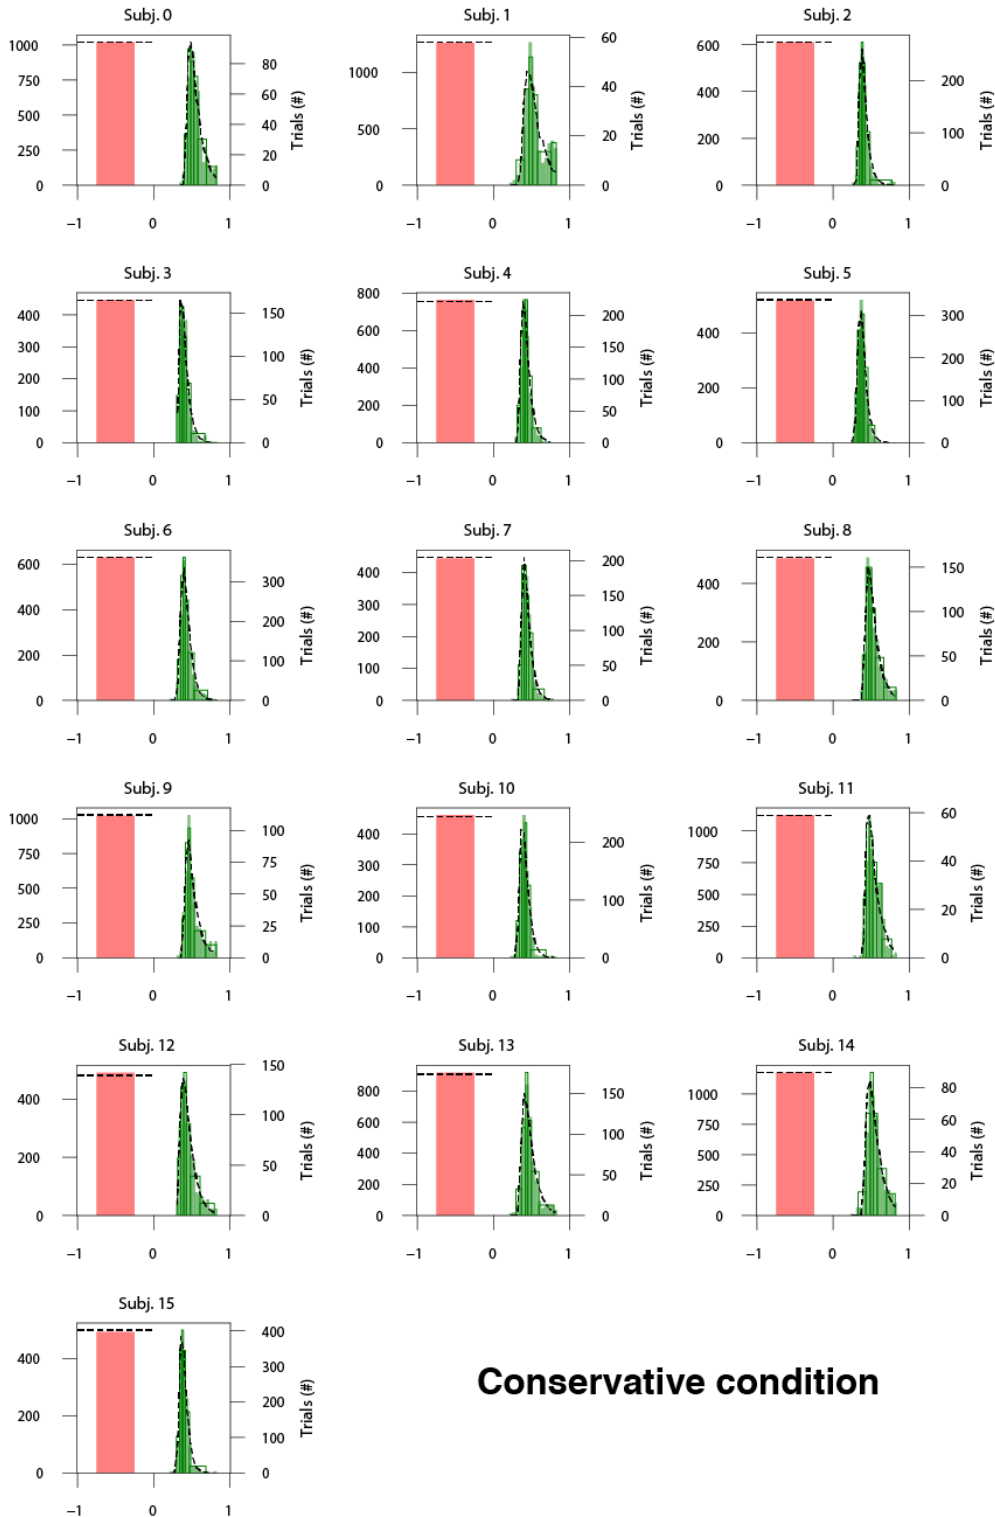 Subj. 0 Subj. 1 Subj. 2
1000 750 500 250 0 80 60 40 20 0 Trials (#) 1000 500 0 60 40 20 0 Trials (#) 600 400 200 0 200 100 0 Trials (#)
−1 0 1 −1 0 1 −1 0 1
Subj. 3 Subj. 4 Subj. 5
400 300 200 100 0 150 100 50 0 Trials (#) 800 600 400 200 0 200 150 100 50 0 Trials (#) 400 200 0 300 200 100 0 Trials (#)
−1 0 1 −1 0 1 −1 0 1
Subj. 6 Subj. 7 Subj. 8
600 400 200 0 300 200 100 0 Trials (#) 400 300 200 100 0 200 150 100 50 0 Trials (#) 400 200 0 150 100 50 0 Trials (#)
−1 0 1 −1 0 1 −1 0 1
Subj. 9 Subj. 10 Subj. 11
1000 750 500 250 0 100 75 50 25 0 Trials (#) 400 300 200 100 0 200 100 0 Trials (#) 1000 750 500 250 0 60 40 20 0 Trials (#)
−1 0 1 −1 0 1 −1 0 1
Subj. 12 Subj. 13 Subj. 14
400 200 0 150 100 50 0 Trials (#) 800 600 400 200 0 150 100 50 0 Trials (#) 1000 750 500 250 0 80 60 40 20 0 Trials (#)
−1 0 1 −1 0 1 −1 0 1
Subj. 15
400 200 0 400 300 200 100 0 Trials (#)
−1 0 1
Conservative condition